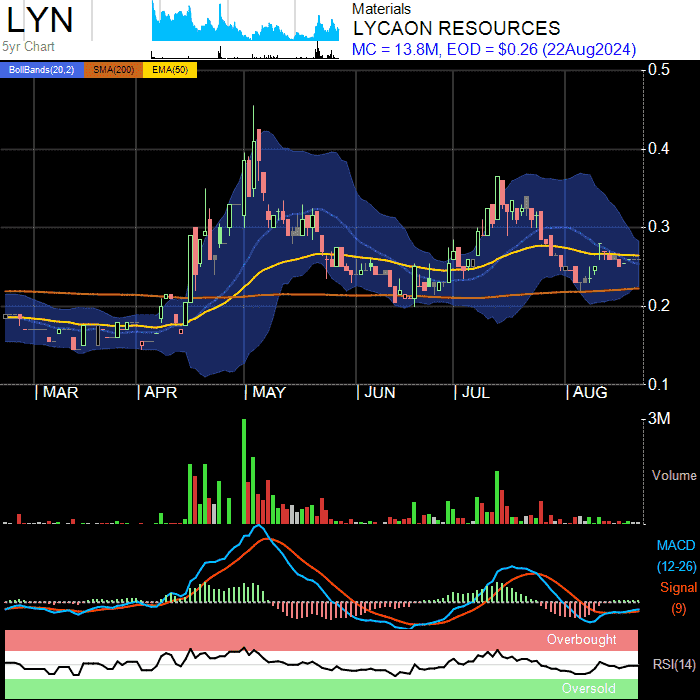 LYN
5yr Chart
Materials
LYCAON RESOURCES
MC = 13.8M, EOD = $0.26 (22Aug2024)
BollBands(20,2) SMA(200) EMA(50)
0.5
0.4
0.3
0.2
0.1
| MAR | APR | MAY | JUN | JUL | AUG
3M
Volume
MACD
(12-26)
Signal
(9)
Overbought
RSI(14)
Oversold